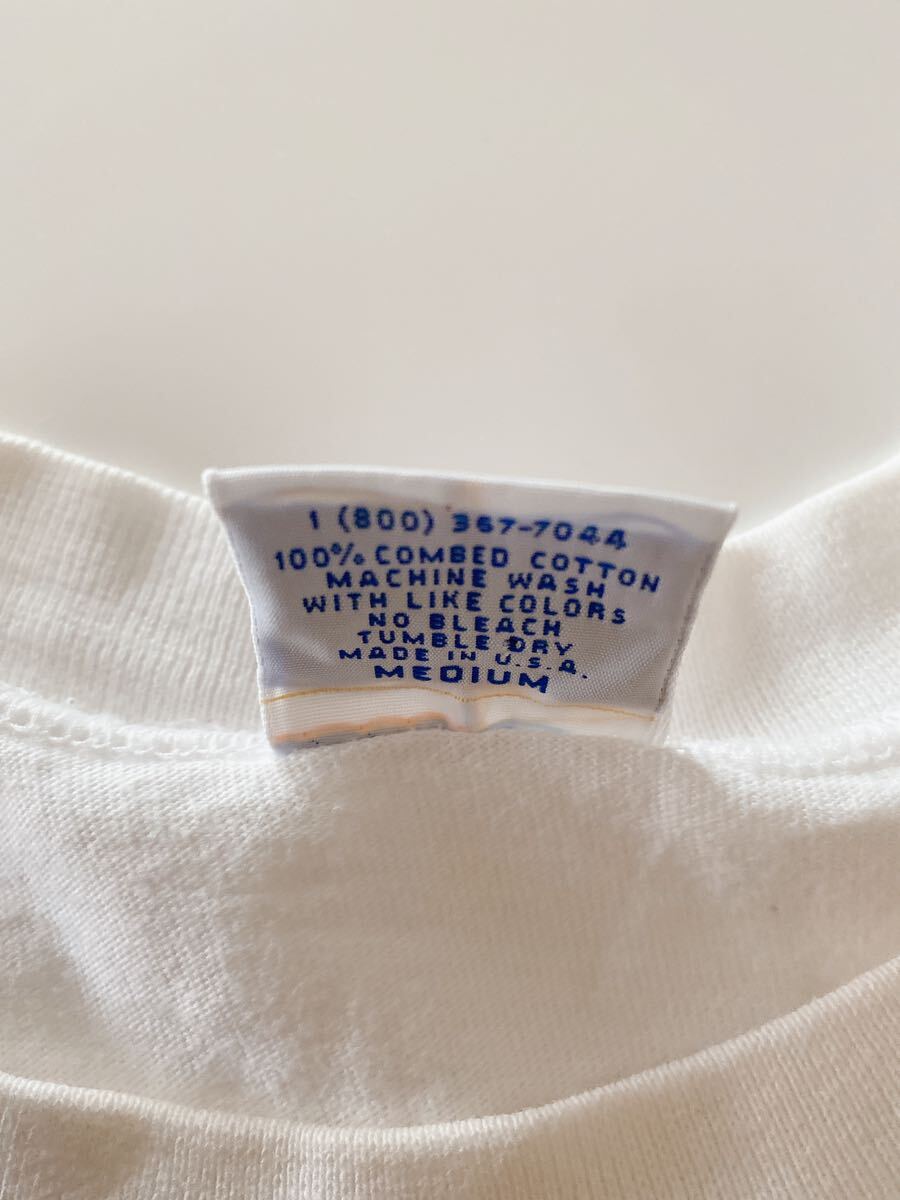 1 (800) 367-7044
100% COMBED COTTON
MACHINE WASH
WITH LIKE COLORS
NO BLEACH
TUMBLE DRY
MADE IN U.S.A.
MEDIUM